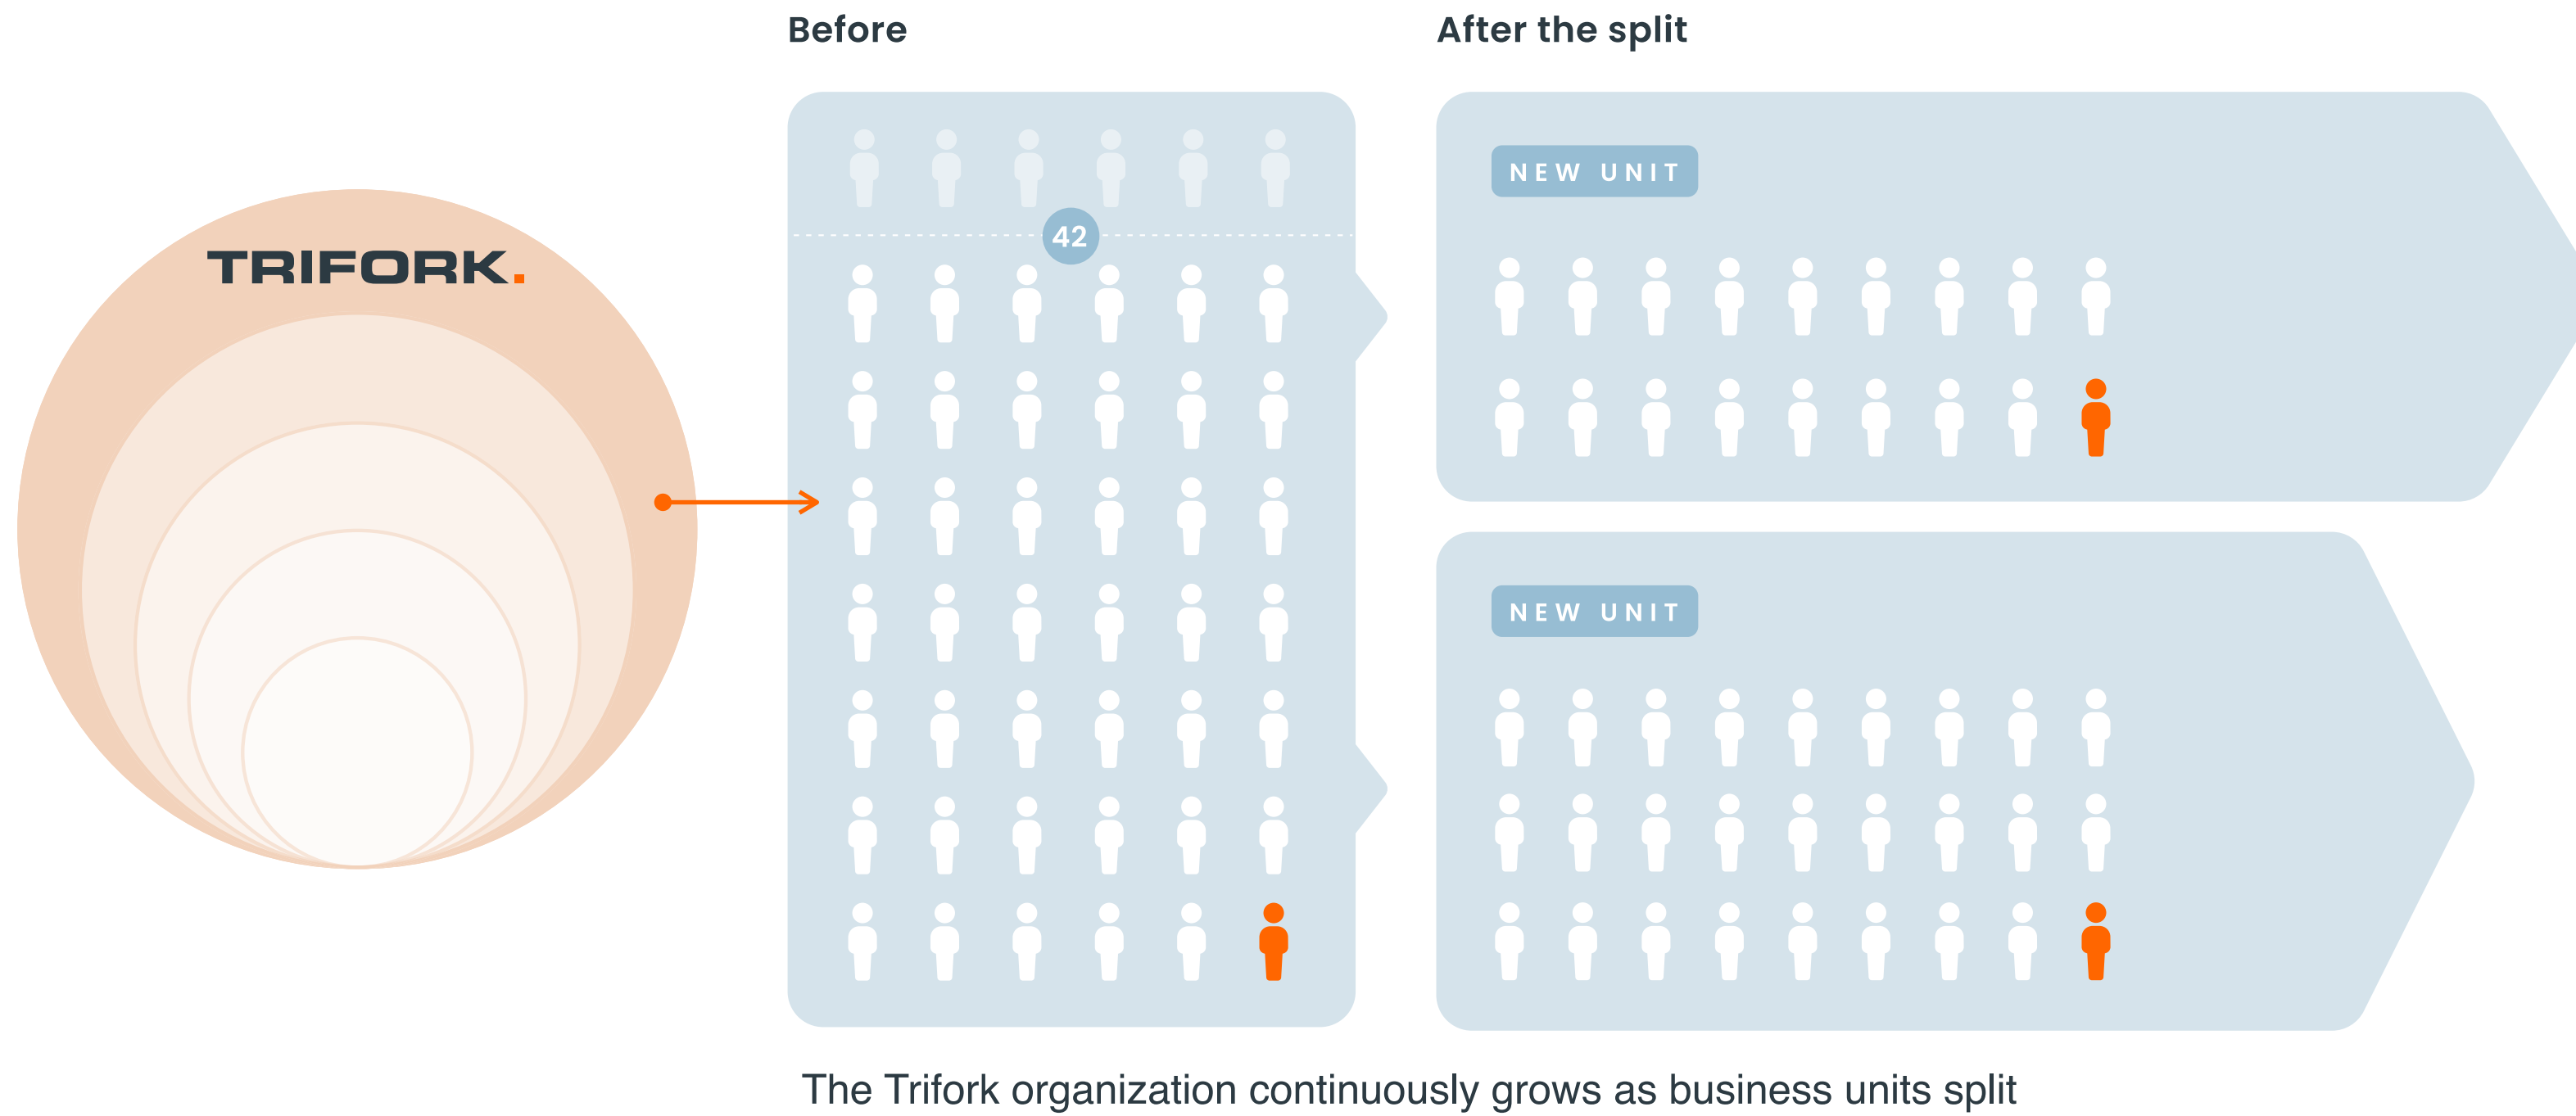 Before
After the split
TRIFORK.
42
NEW UNIT
NEW UNIT
The Trifork organization continuously grows as business units split